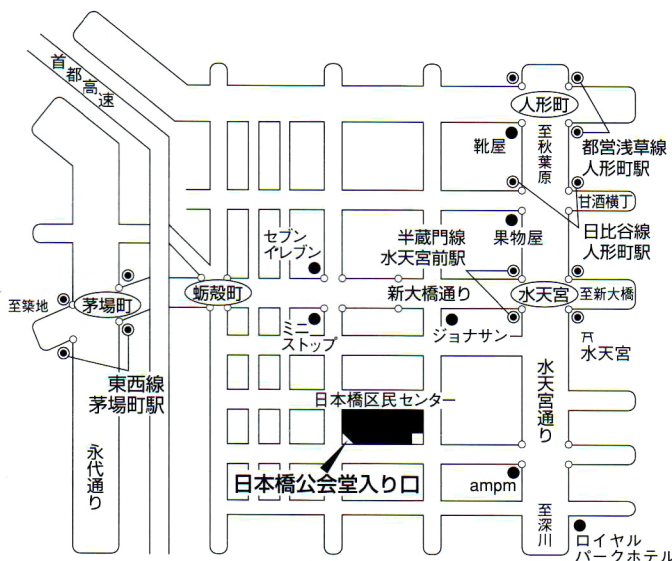 首都高速
人形町
靴屋
至秋葉原
都営浅草線
人形町駅
甘酒横丁
日比谷線
人形町駅
果物屋
半蔵門線
水天宮前駅
セブン
イレブン
蛎殻町
新大橋通り
水天宮
至新大橋
至築地
茅場町
ミニ
ストップ
ジョナサン
水天宮
東西線
茅場町駅
水天宮通り
日本橋区民センター
永代通り
日本橋公会堂入り口
ampm
至深川
ロイヤル
パークホテル